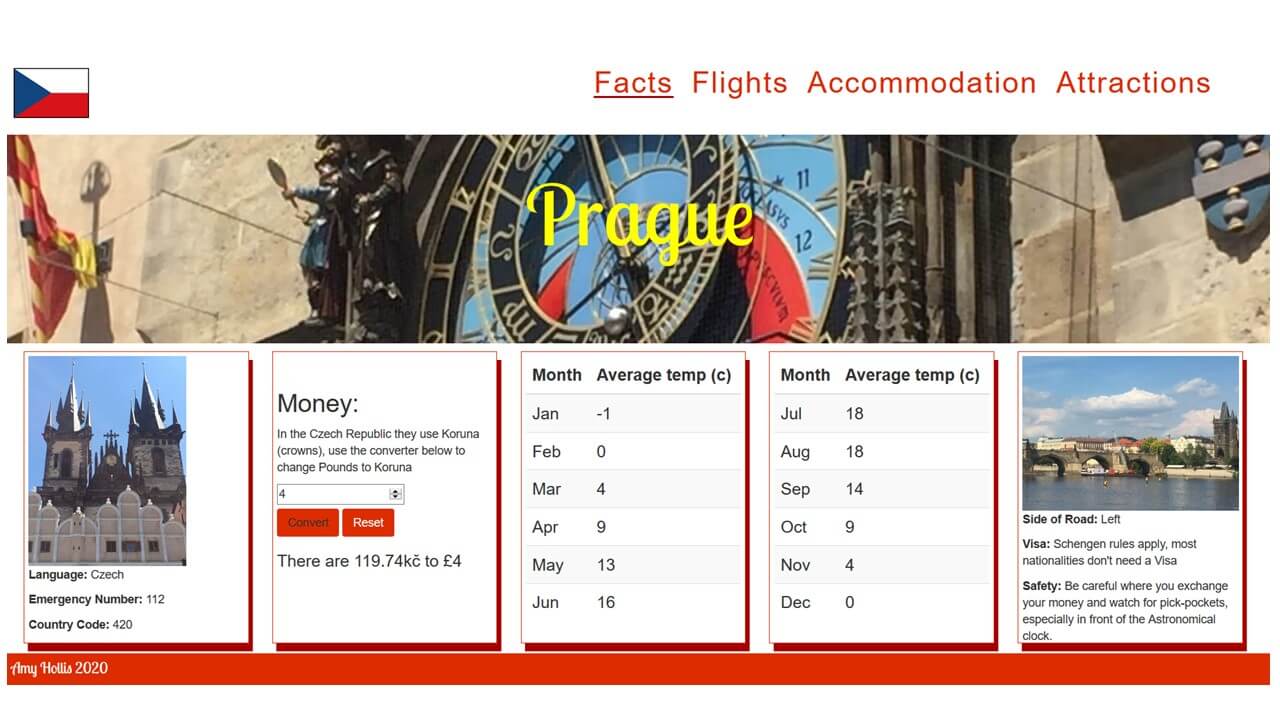 Facts Flights Accommodation Attractions
11
12
Prague
Language: Czech
Emergency Number: 112
Country Code: 420
Money:
In the Czech Republic they use Koruna
(crowns), use the converter below to
change Pounds to Koruna
4
Convert Reset
There are 119.74kč to £4
Month Average temp (c)
Jan -1
Feb 0
Mar 4
Apr 9
May 13
Jun 16
Month Average temp (c)
Jul 18
Aug 18
Sep 14
Oct 9
Nov 4
Dec 0
Side of Road: Left
Visa: Schengen rules apply, most
nationalities don't need a Visa
Safety: Be careful where you exchange
your money and watch for pick-pockets,
especially in front of the Astronomical
clock.
Amy Hollis 2020